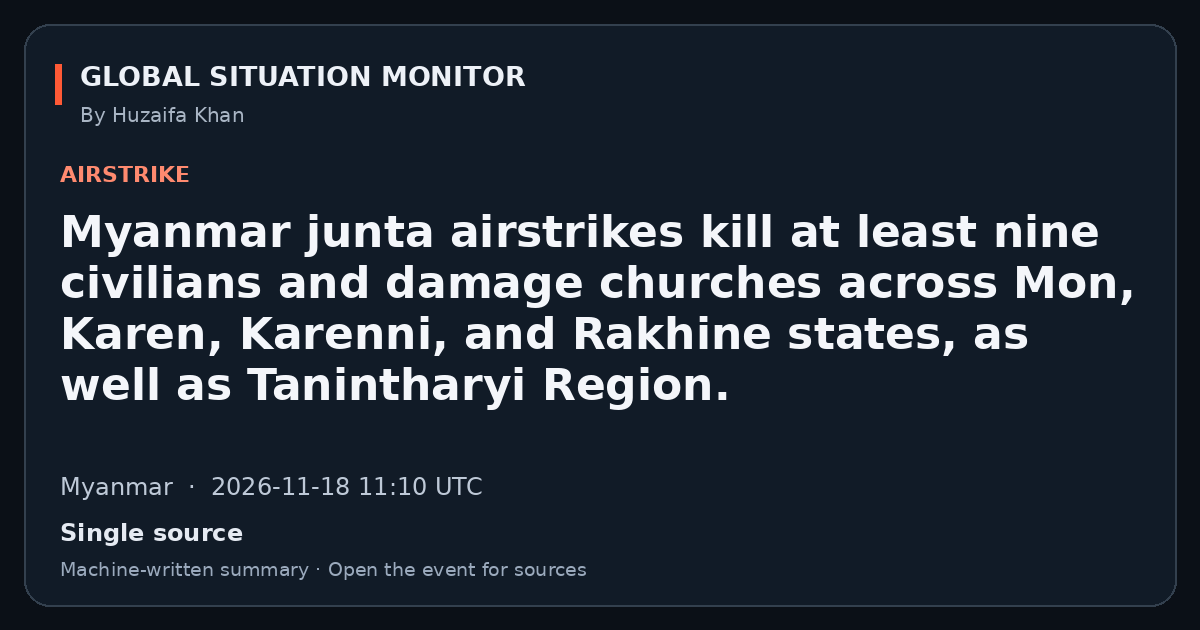 GLOBAL SITUATION MONITOR
By Huzaifa Khan
AIRSTRIKE
Myanmar junta airstrikes kill at least nine
civilians and damage churches across Mon,
Karen, Karenni, and Rakhine states, as
well as Tanintharyi Region.
Myanmar · 2026-11-18 11:10 UTC
Single source
Machine-written summary · Open the event for sources